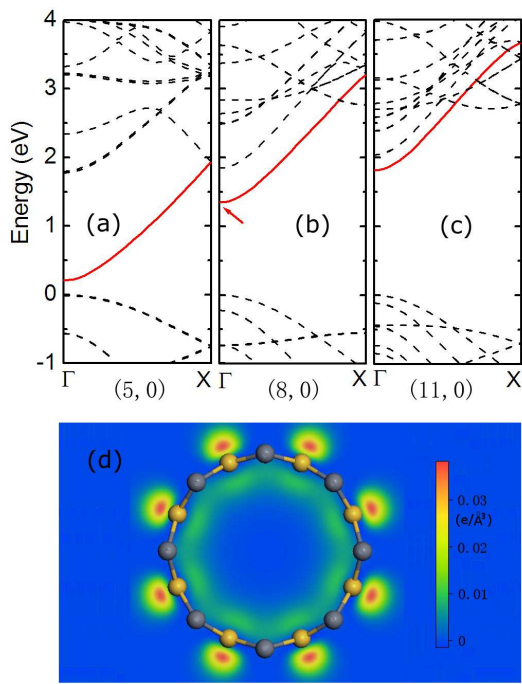 4
3
2
1
0
-1
Energy (eV)
(a)
(b)
(c)
Γ X Γ X Γ X
(5, 0) (8, 0) (11, 0)
(d)
0.03
(e/Å³)
0.02
0.01
0